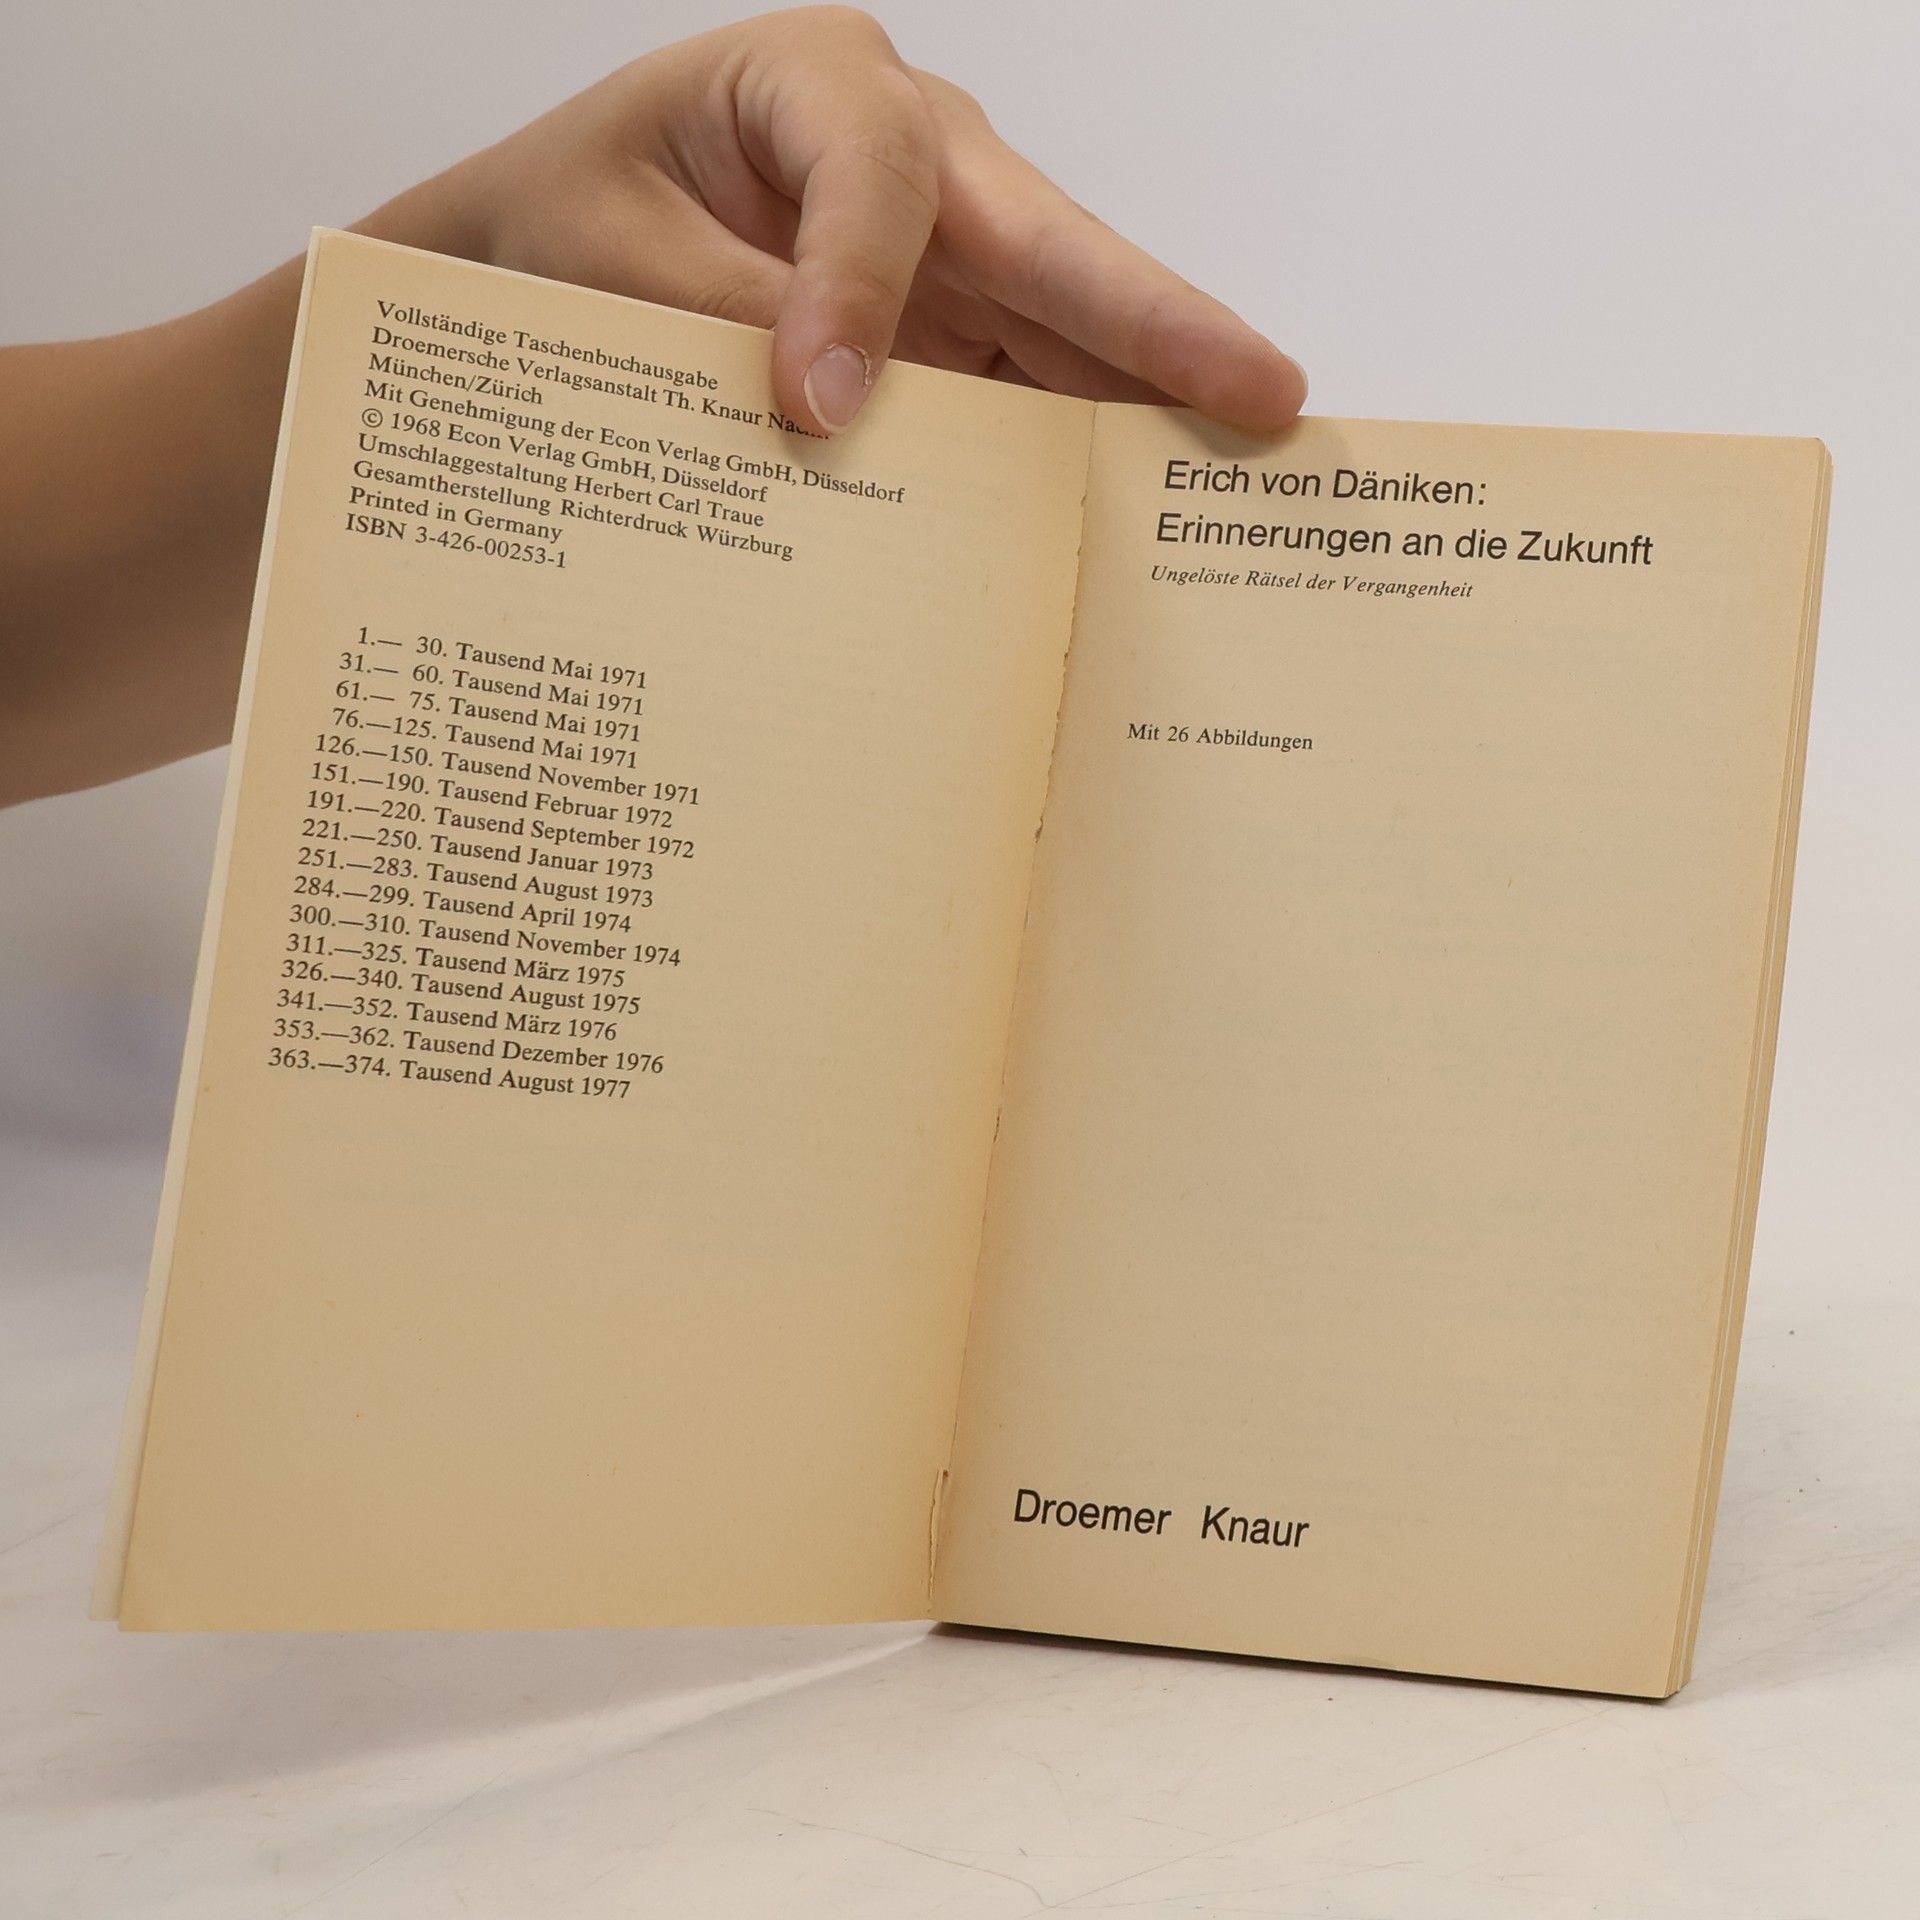 Vollständige Taschenbuchausgabe
Droemersche Verlagsanstalt Th. Knaur
München/Zürich
Mit Genehmigung der Econ Verlag GmbH, Düsseldorf
© 1968 Econ Verlag GmbH, Düsseldorf
Umschlaggestaltung Herbert Carl Traue
Gesamtherstellung Richterdruck Würzburg
Printed in Germany
ISBN 3-426-00253-1
1.— 30. Tausend Mai 1971
31.— 60. Tausend Mai 1971
61.— 75. Tausend Mai 1971
76.—125. Tausend Mai 1971
126.—150. Tausend November 1971
151.—190. Tausend Februar 1972
191.—220. Tausend September 1972
221.—250. Tausend Januar 1973
251.—283. Tausend August 1973
284.—299. Tausend April 1974
300.—310. Tausend November 1974
311.—325. Tausend März 1975
326.—340. Tausend August 1975
341.—352. Tausend März 1976
353.—362. Tausend Dezember 1976
363.—374. Tausend August 1977
Erich von Däniken:
Erinnerungen an die Zukunft
Ungelöste Rätsel der Vergangenheit
Mit 26 Abbildungen
Droemer Knaur